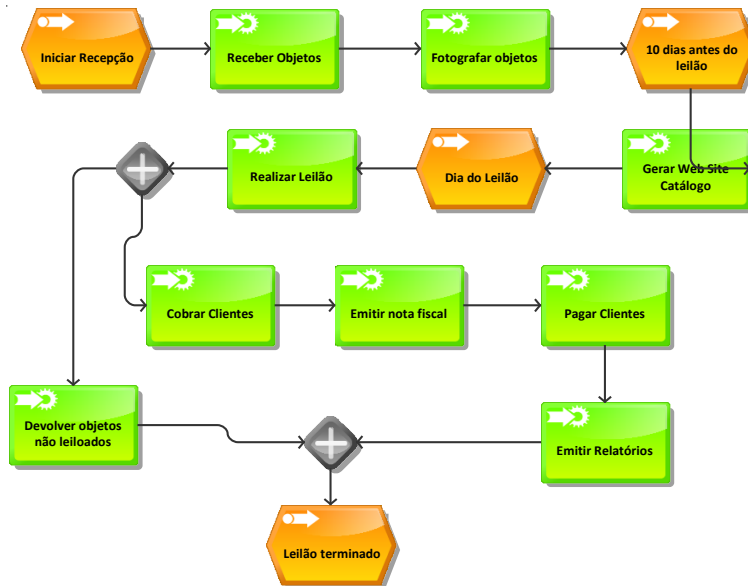 Iniciar Recepção
Receber Objetos
Fotografar objetos
10 dias antes do
leilão
Realizar Leilão
Dia do Leilão
Gerar Web Site
Catálogo
Cobrar Clientes
Emitir nota fiscal
Pagar Clientes
Devolver objetos
não leiloados
Emitir Relatórios
Leilão terminado